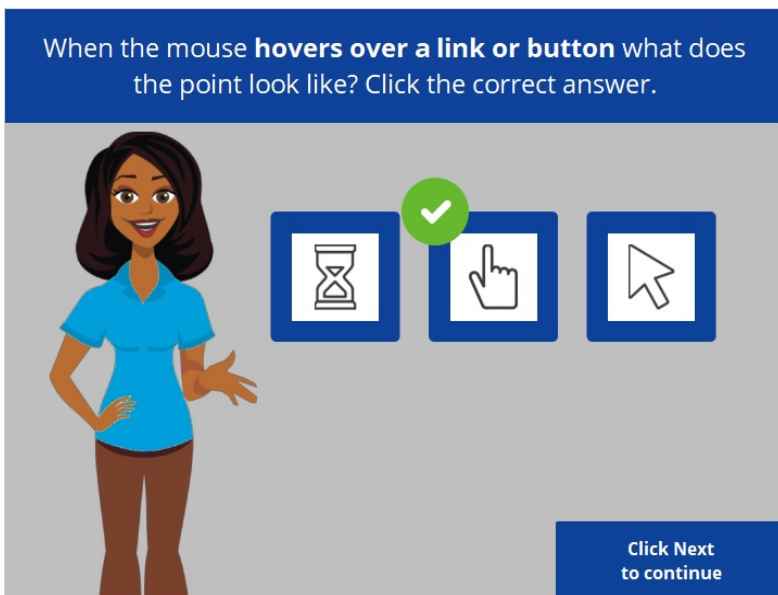 When the mouse hovers over a link or button what does
the point look like? Click the correct answer.
Click Next
to continue